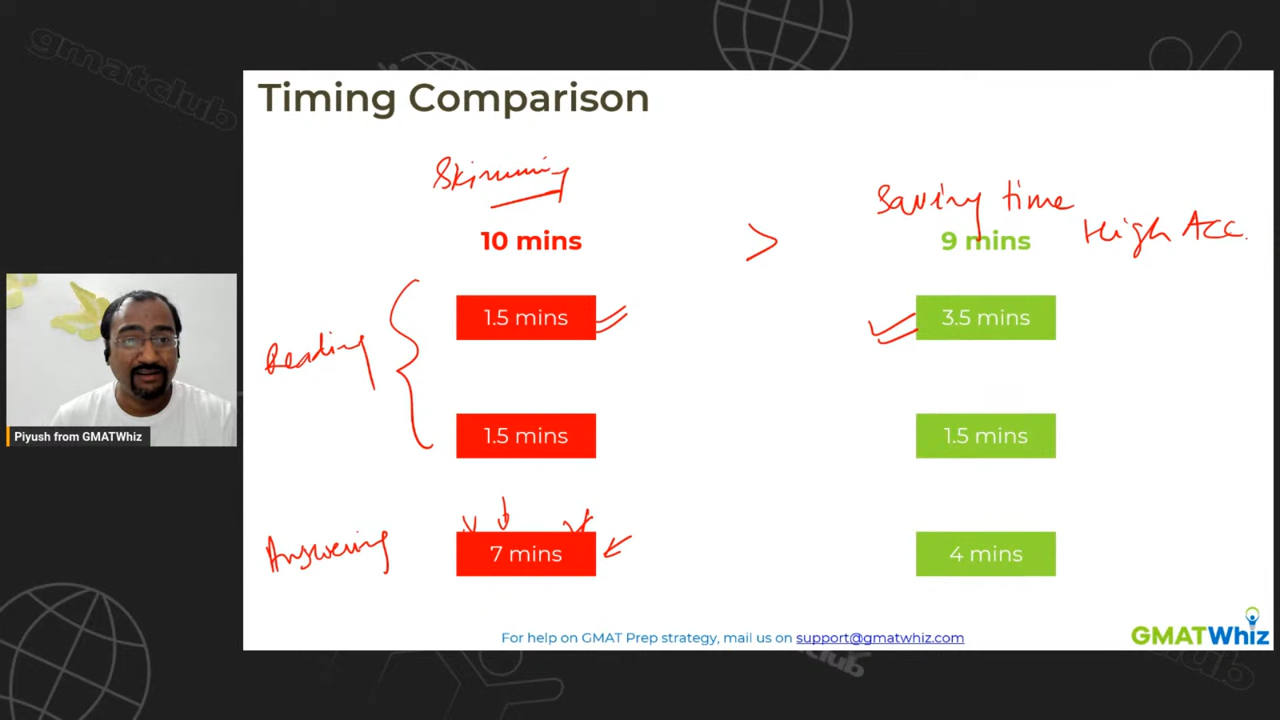 gmatclub
Timing Comparison
Skimming
Saving time
10 mins
>
9 mins
High Acc.
Reading
1.5 mins
3.5 mins
1.5 mins
1.5 mins
Answering
7 mins
4 mins
Piyush from GMATWhiz
For help on GMAT Prep strategy, mail us on support@gmatwhiz.com
GMATWhiz